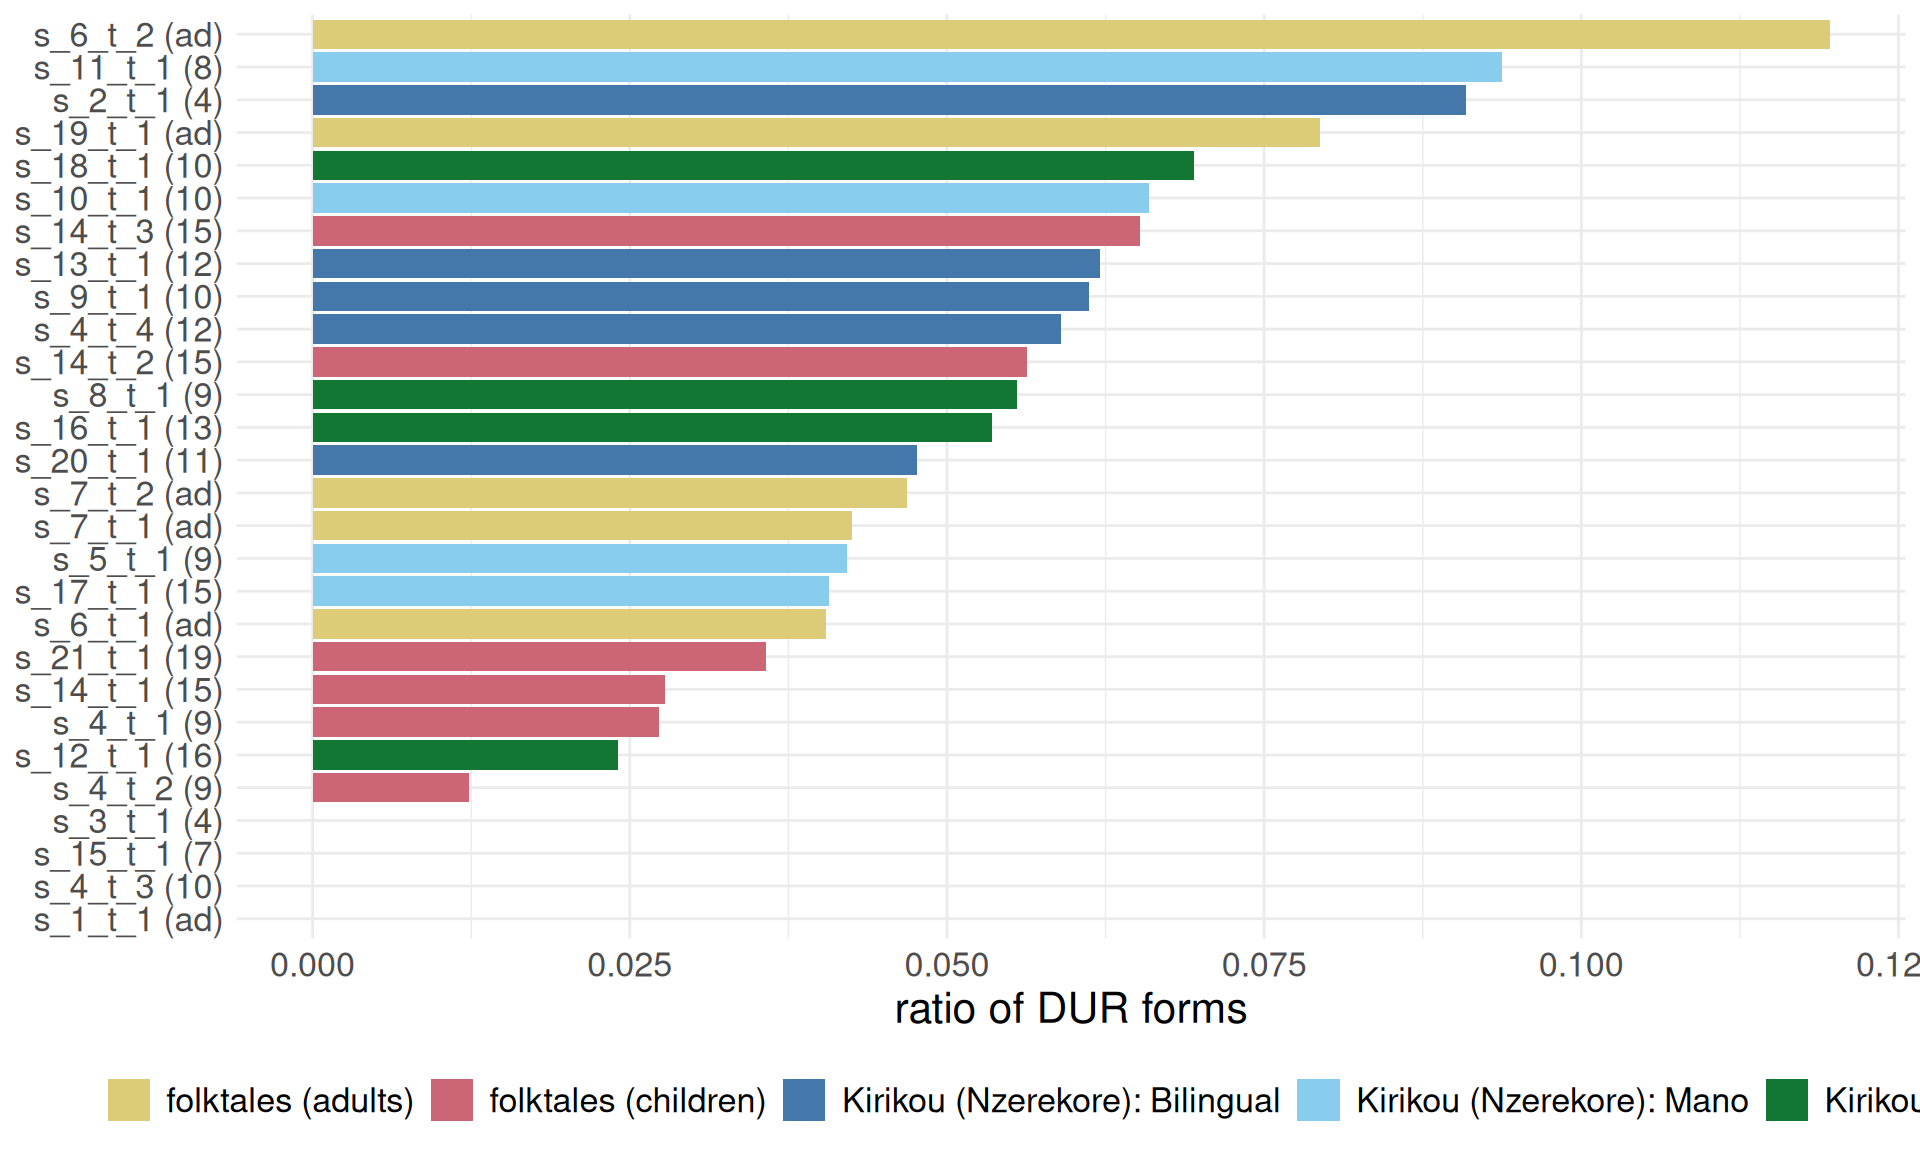 s_6_t_2 (ad)
s_11_t_1 (8)
s_2_t_1 (4)
s_19_t_1 (ad)
s_18_t_1 (10)
s_10_t_1 (10)
s_14_t_3 (15)
s_13_t_1 (12)
s_9_t_1 (10)
s_4_t_4 (12)
s_14_t_2 (15)
s_8_t_1 (9)
s_16_t_1 (13)
s_20_t_1 (11)
s_7_t_2 (ad)
s_7_t_1 (ad)
s_5_t_1 (9)
s_17_t_1 (15)
s_6_t_1 (ad)
s_21_t_1 (19)
s_14_t_1 (15)
s_4_t_1 (9)
s_12_t_1 (16)
s_4_t_2 (9)
s_3_t_1 (4)
s_15_t_1 (7)
s_4_t_3 (10)
s_1_t_1 (ad)
0.000 0.025 0.050 0.075 0.100 0.12
ratio of DUR forms
folktales (adults) folktales (children) Kirikou (Nzerekore): Bilingual Kirikou (Nzerekore): Mano